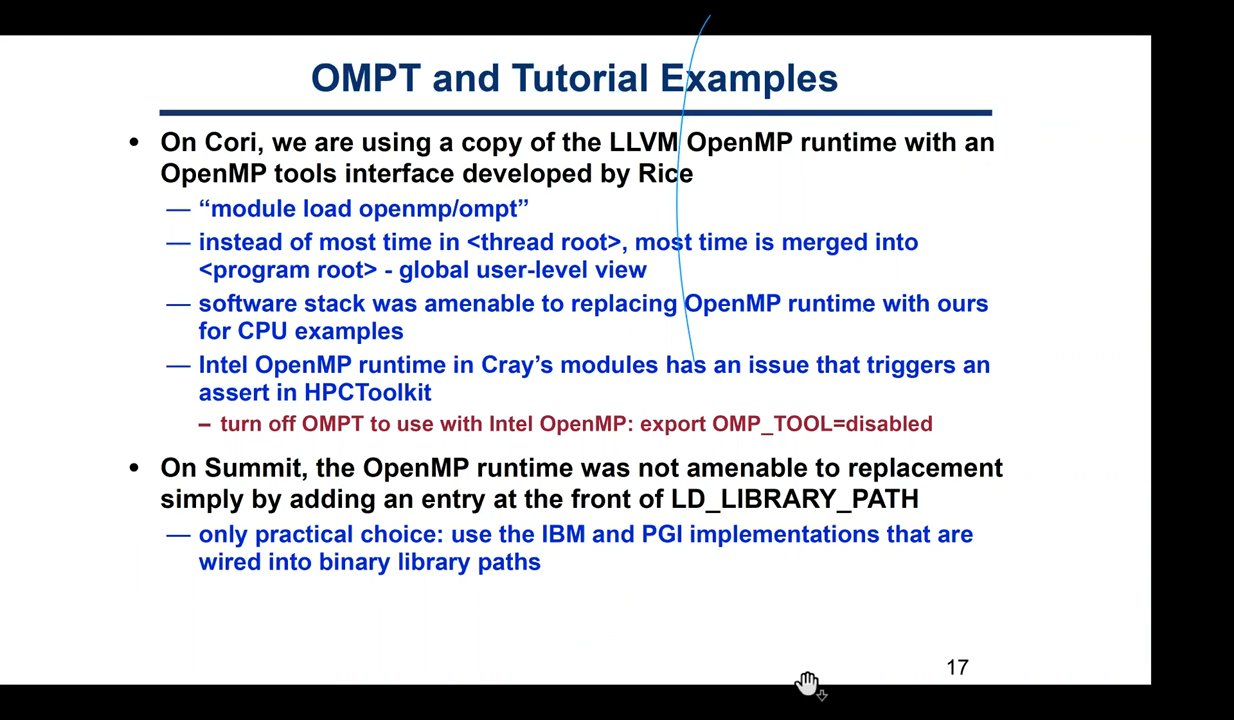 OMPT and Tutorial Examples
• On Cori, we are using a copy of the LLVM OpenMP runtime with an
OpenMP tools interface developed by Rice
— “module load openmp/ompt”
— instead of most time in <thread root>, most time is merged into
<program root> - global user-level view
— software stack was amenable to replacing OpenMP runtime with ours
for CPU examples
— Intel OpenMP runtime in Cray’s modules has an issue that triggers an
assert in HPCToolkit
– turn off OMPT to use with Intel OpenMP: export OMP_TOOL=disabled
• On Summit, the OpenMP runtime was not amenable to replacement
simply by adding an entry at the front of LD_LIBRARY_PATH
— only practical choice: use the IBM and PGI implementations that are
wired into binary library paths
17